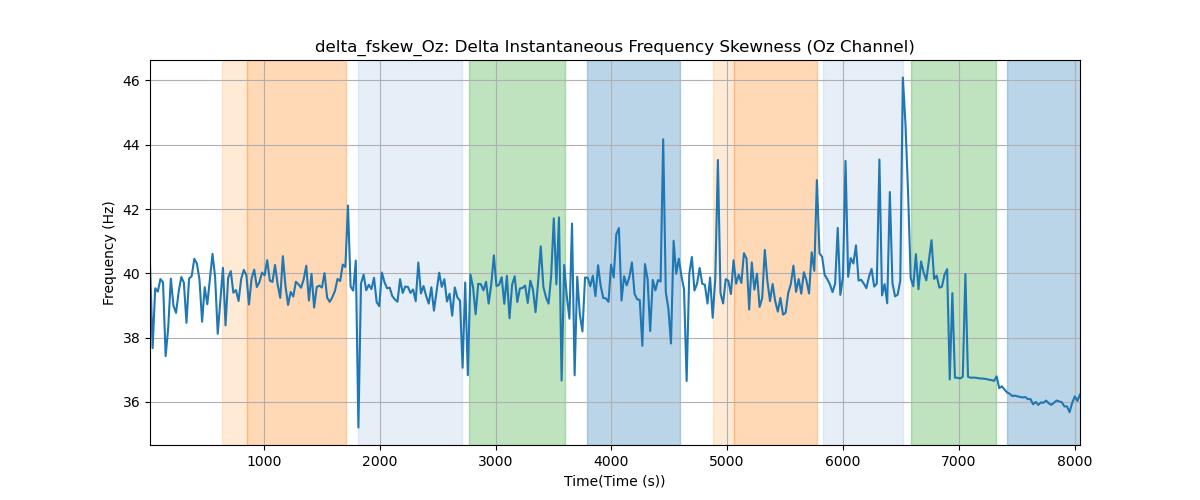 delta_fskew_Oz: Delta Instantaneous Frequency Skewness (Oz Channel)
46
44
42
40
38
36
Frequency (Hz)
1000 2000 3000 4000 5000 6000 7000 8000
Time(Time (s))